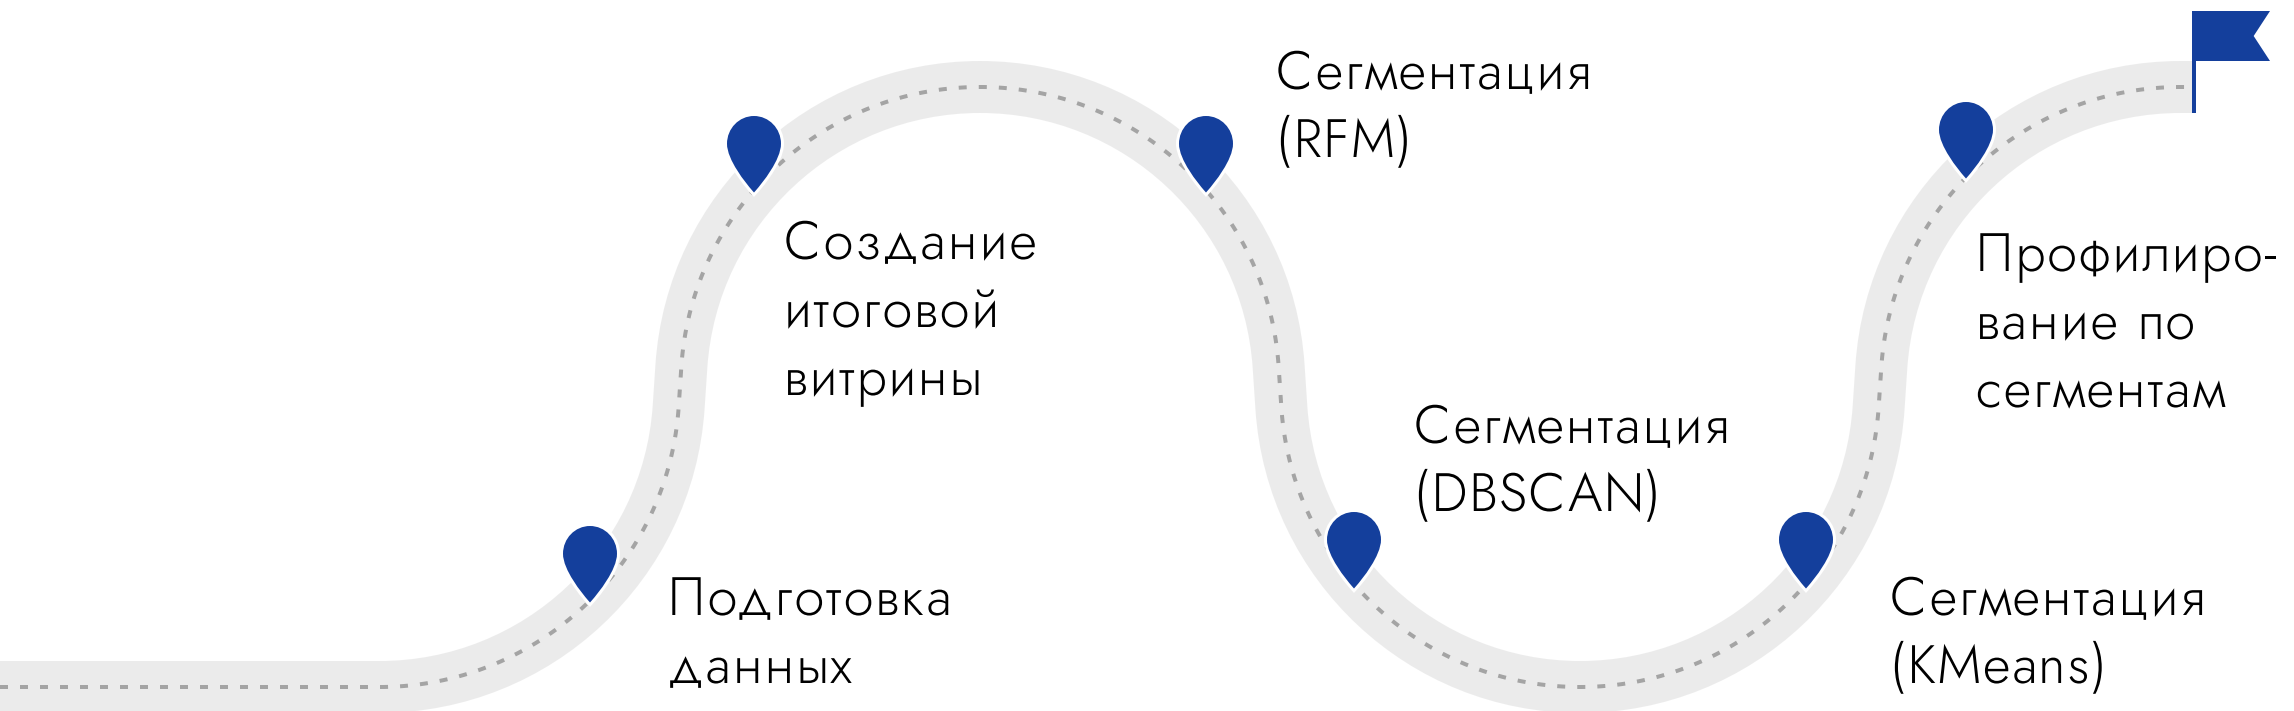 Подготовка
данных
Создание
итоговой
витрины
Сегментация
(RFM)
Сегментация
(DBSCAN)
Сегментация
(KMeans)
Профилиро-
вание по
сегментам